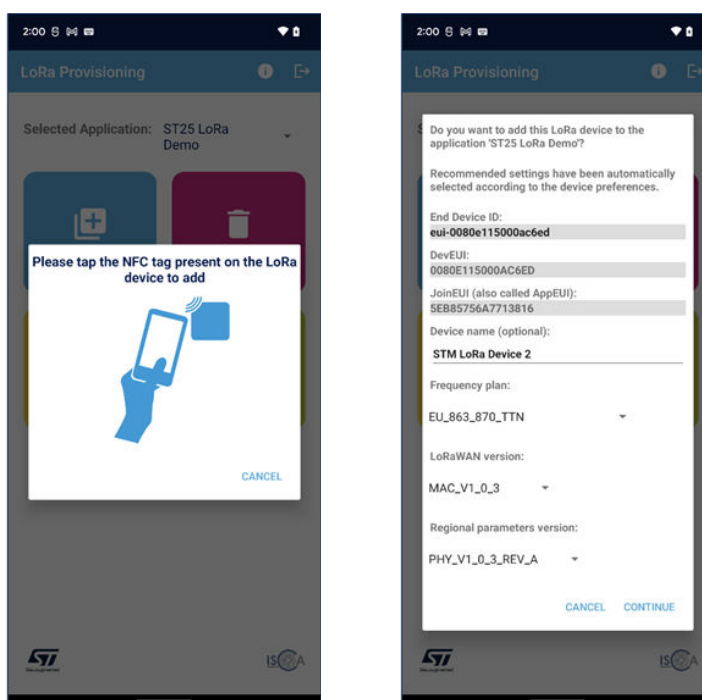 2:00
LoRa Provisioning
Selected Application: ST25 LoRa
Demo
Please tap the NFC tag present on the LoRa
device to add
CANCEL
2:00
LoRa Provisioning
Do you want to add this LoRa device to the
application 'ST25 LoRa Demo'?
Recommended settings have been automatically
selected according to the device preferences.
End Device ID:
eui-0080e115000ac6ed
DevEUI:
0080E115000AC6ED
JoinEUI (also called AppEUI):
5EB85756A7713816
Device name (optional):
STM LoRa Device 2
Frequency plan:
EU_863_870_TTN
LoRaWAN version:
MAC_V1_0_3
Regional parameters version:
PHY_V1_0_3_REV_A
CANCEL CONTINUE